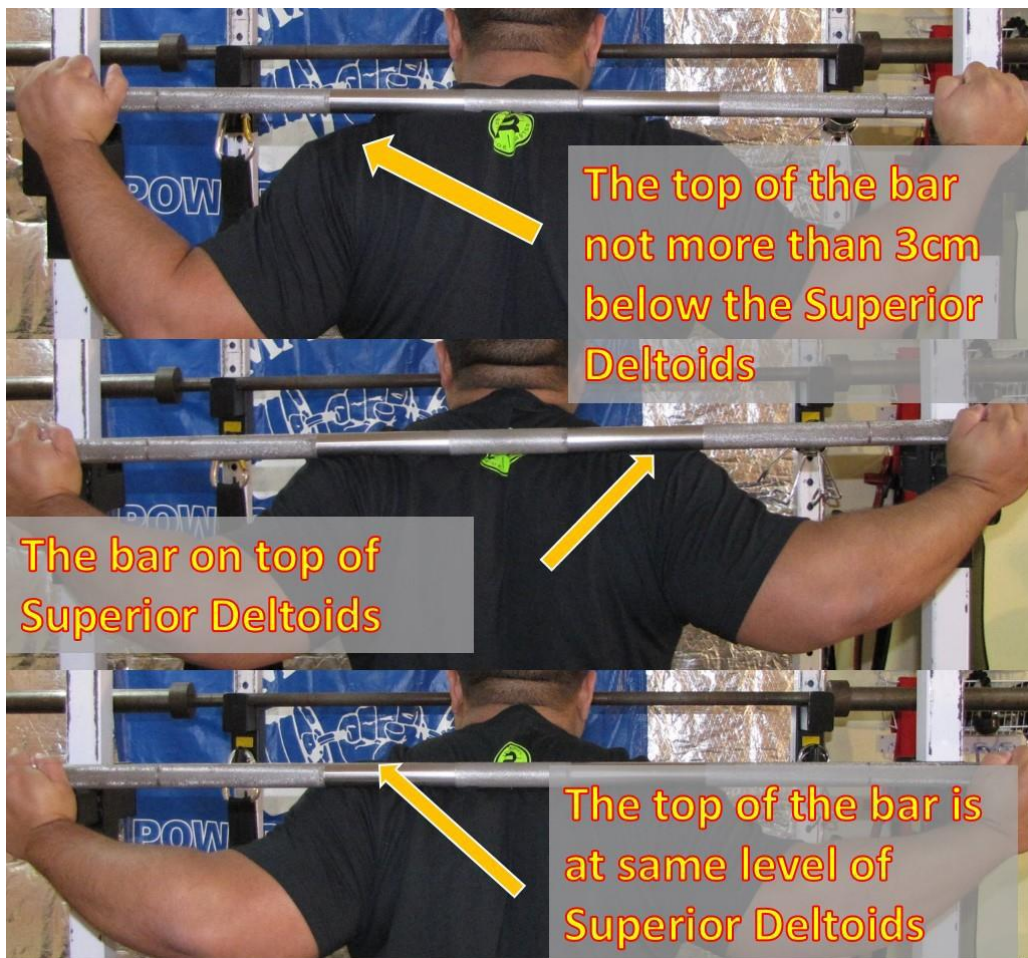 The top of the bar
not more than 3cm
below the Superior
Deltoids
POW
The bar on top of
Superior Deltoids
POW
The top of the bar is
at same level of
Superior Deltoids
POW